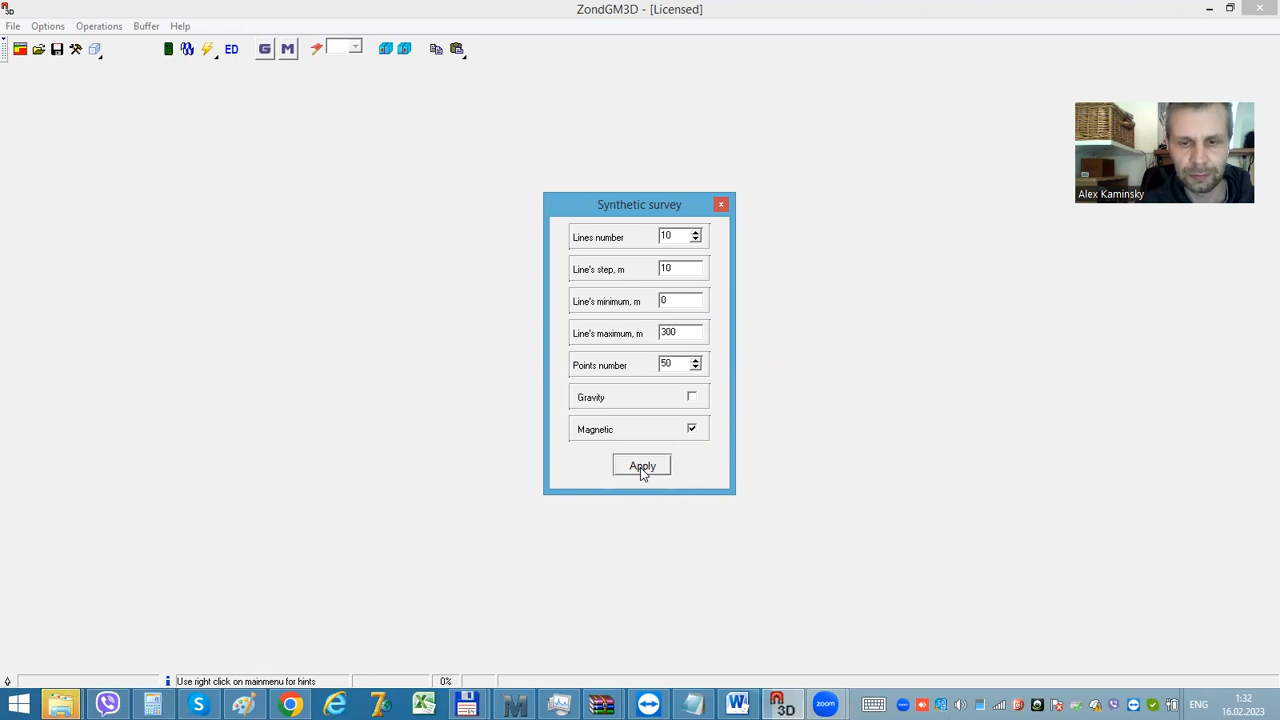 ZondGM3D - [Licensed]
File Options Operations Buffer Help
ED G M
Alex Kaminsky
Synthetic survey
Lines number 10
Line's step, m 10
Line's minimum, m 0
Line's maximum, m 300
Points number 50
Gravity
Magnetic
Apply
Use right click on mainmenu for hints 0%
zoom ENG 1:32
16.02.2023